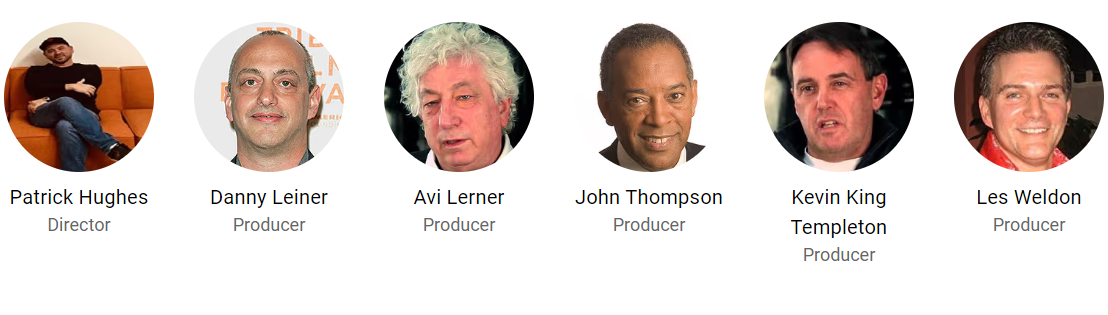 Patrick Hughes
Director
Danny Leiner
Producer
Avi Lerner
Producer
John Thompson
Producer
Kevin King
Templeton
Producer
Les Weldon
Producer